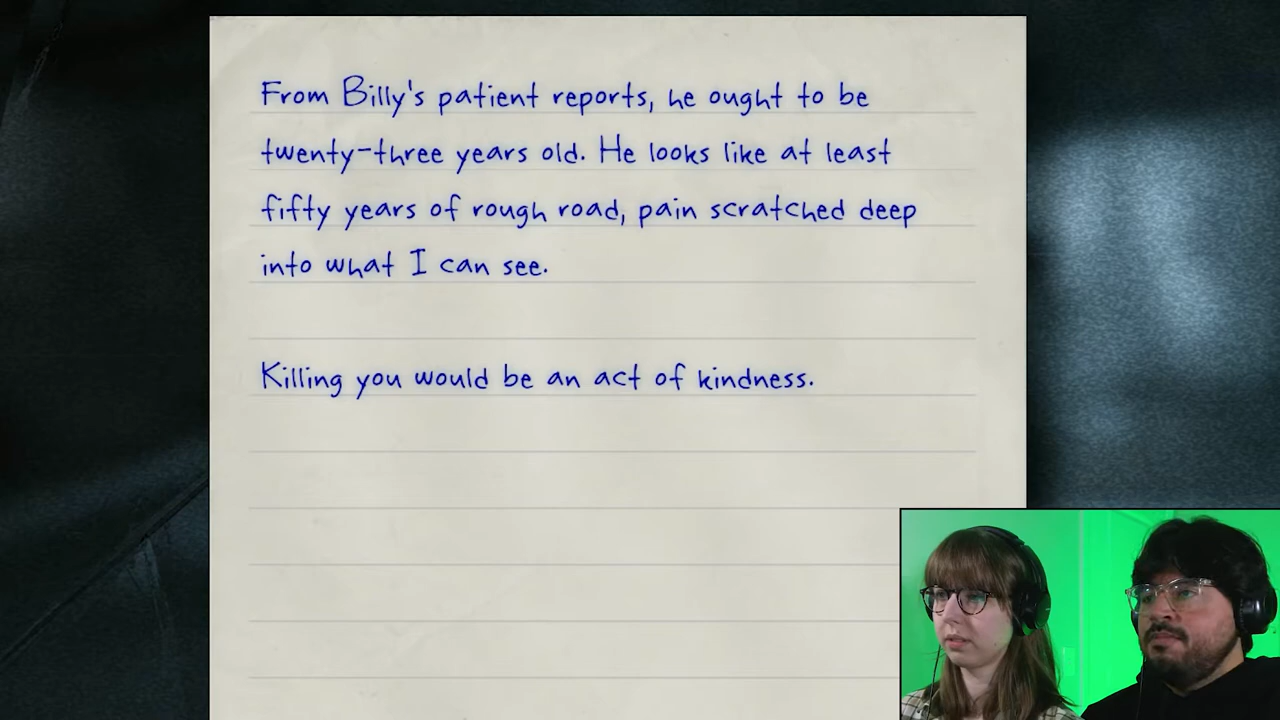 From Billy's patient reports, he ought to be
twenty-three years old. He looks like at least
fifty years of rough road, pain scratched deep
into what I can see.
Killing you would be an act of kindness.